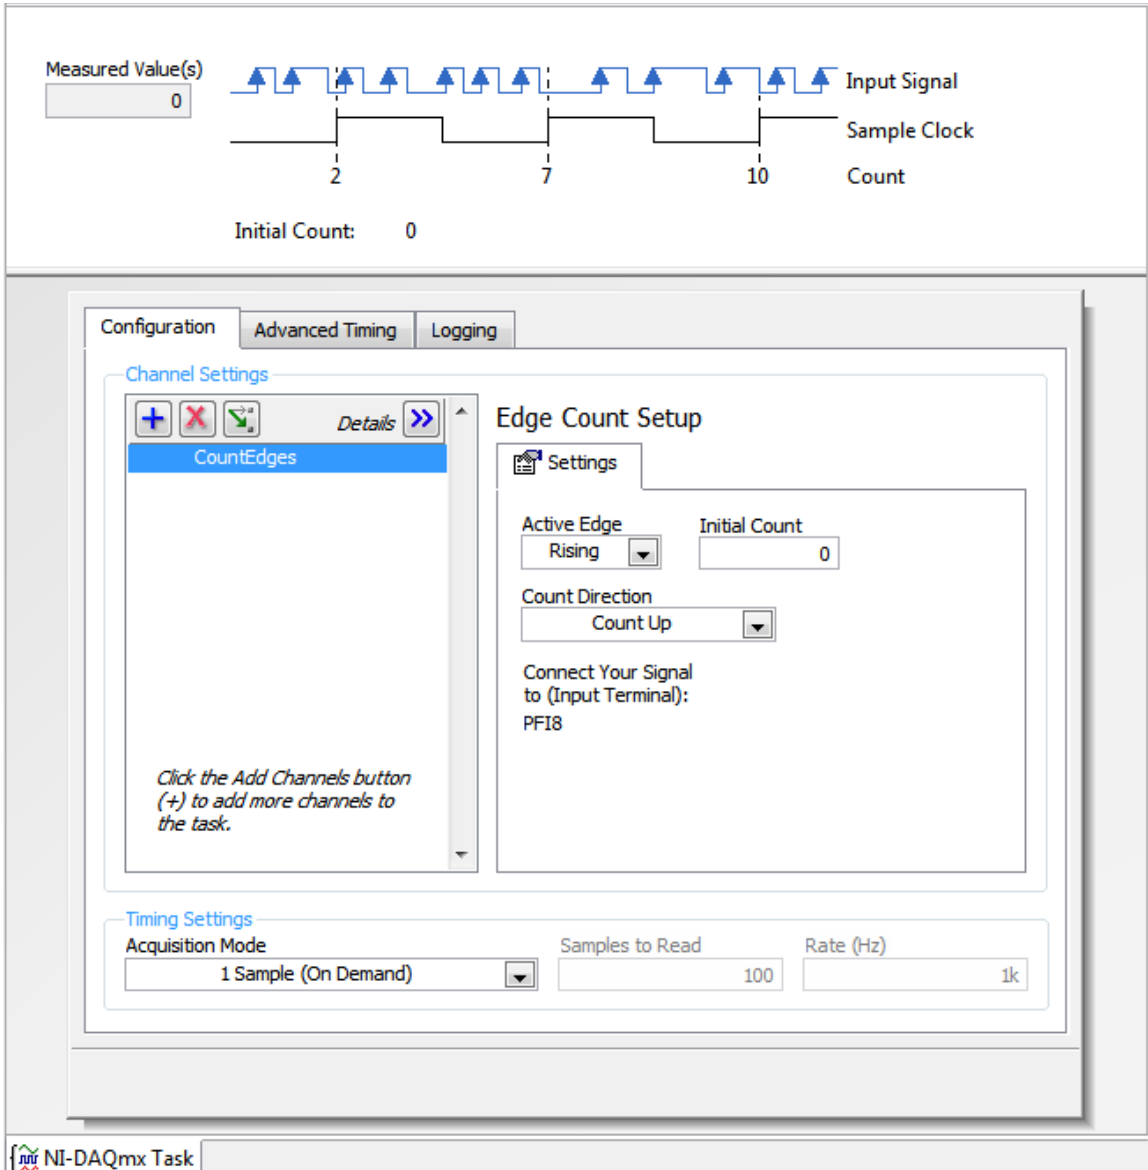 Measured Value(s)
0
Input Signal
Sample Clock
2 7 10 Count
Initial Count: 0
Configuration Advanced Timing Logging
Channel Settings
Details
CountEdges
Click the Add Channels button
(+) to add more channels to
the task.
Edge Count Setup
Settings
Active Edge Initial Count
Rising 0
Count Direction
Count Up
Connect Your Signal
to (Input Terminal):
PFI8
Timing Settings
Acquisition Mode Samples to Read Rate (Hz)
1 Sample (On Demand) 100 1k
NI-DAQmx Task